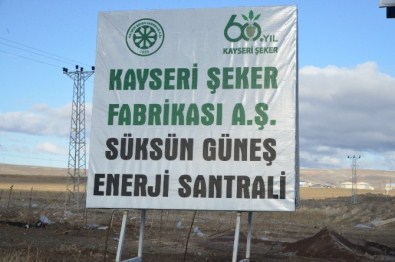 60.YIL
KAYSERİ ŞEKER
KAYSERİ ŞEKER
FABRİKASI A.Ş.
SÜKSÜN GÜNEŞ
ENERJİ SANTRALİ